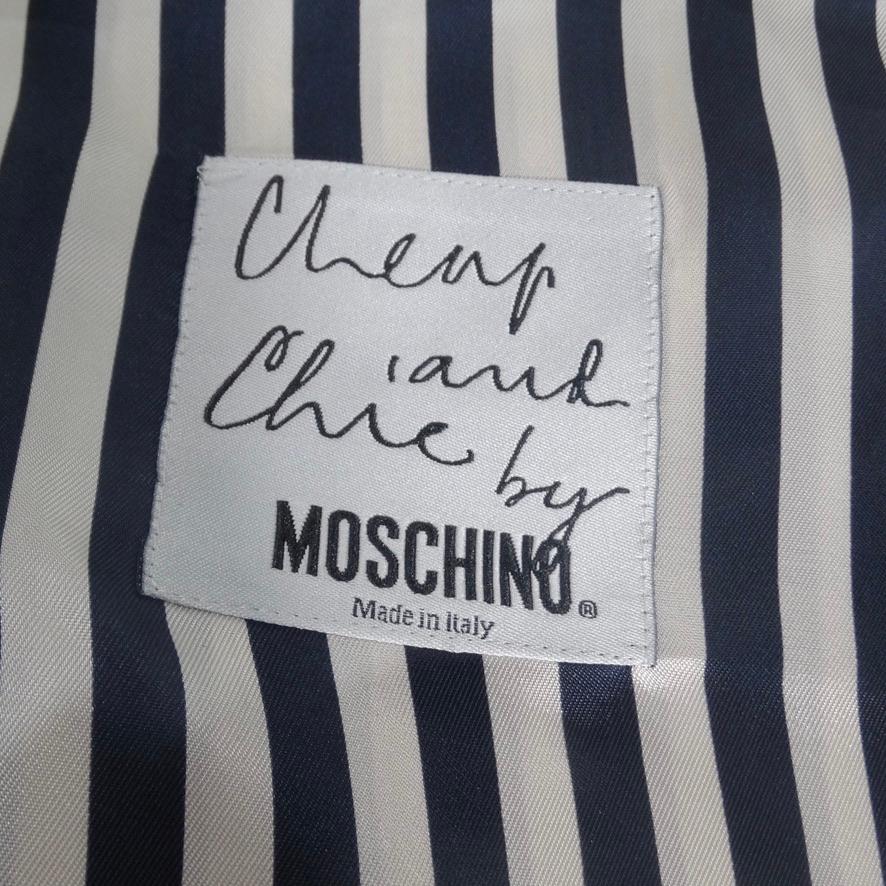 Cheap
and
Chic by
MOSCHINO®
Made in Italy